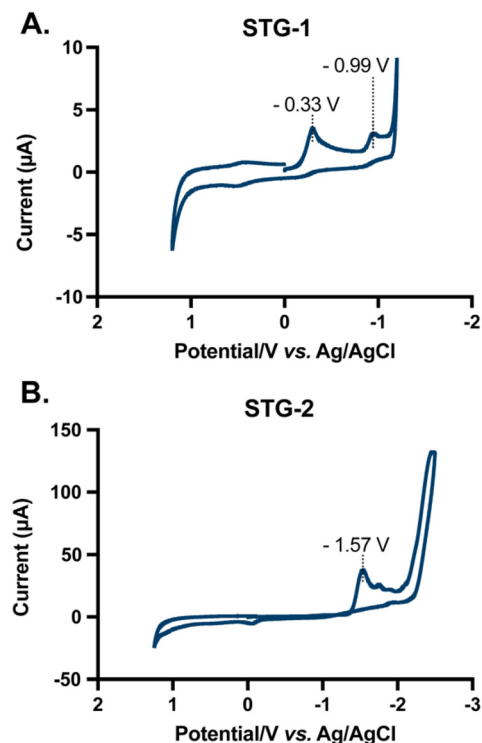 A.
STG-1
- 0.99 V
- 0.33 V
10
5
0
-5
-10
Current (µA)
2
1
0
-1
-2
Potential/V vs. Ag/AgCl
B.
STG-2
150
100
50
0
-50
- 1.57 V
Current (µA)
2
1
0
-1
-2
-3
Potential/V vs. Ag/AgCl